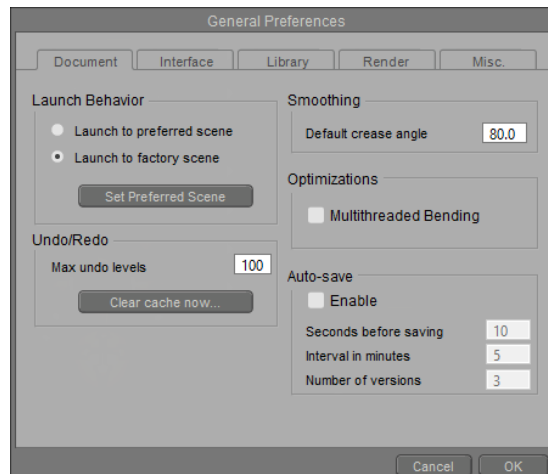 General Preferences
Document
Interface
Library
Render
Misc.
Launch Behavior
Launch to preferred scene
Launch to factory scene
Set Preferred Scene
Undo/Redo
Max undo levels 100
Clear cache now...
Smoothing
Default crease angle 80.0
Optimizations
Multithreaded Bending
Auto-save
Enable
Seconds before saving 10
Interval in minutes 5
Number of versions 3
Cancel
OK